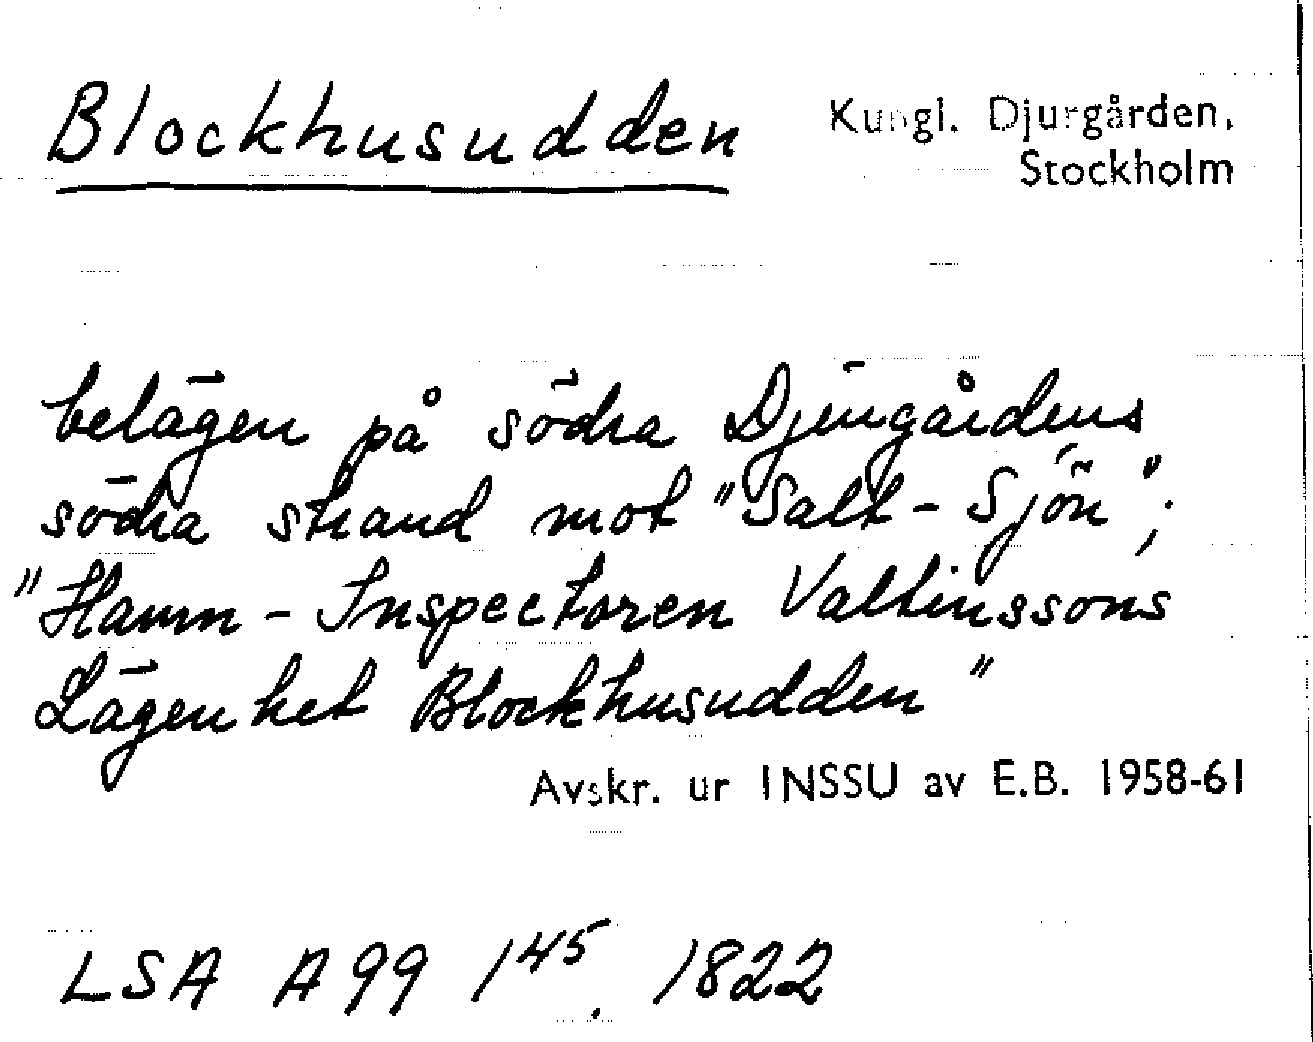 Blockhusudden
Kungl. Djurgården,
Stockholm
belägen på södra Djurgårdens
södra strand mot "Salt-Sjön";
"Hamn-Inspectoren Valtinssons
Lägenhet Blockhusudden"
Avskr. ur INSSU av E.B. 1958-61
LSA A99 1⁴⁵. 1822